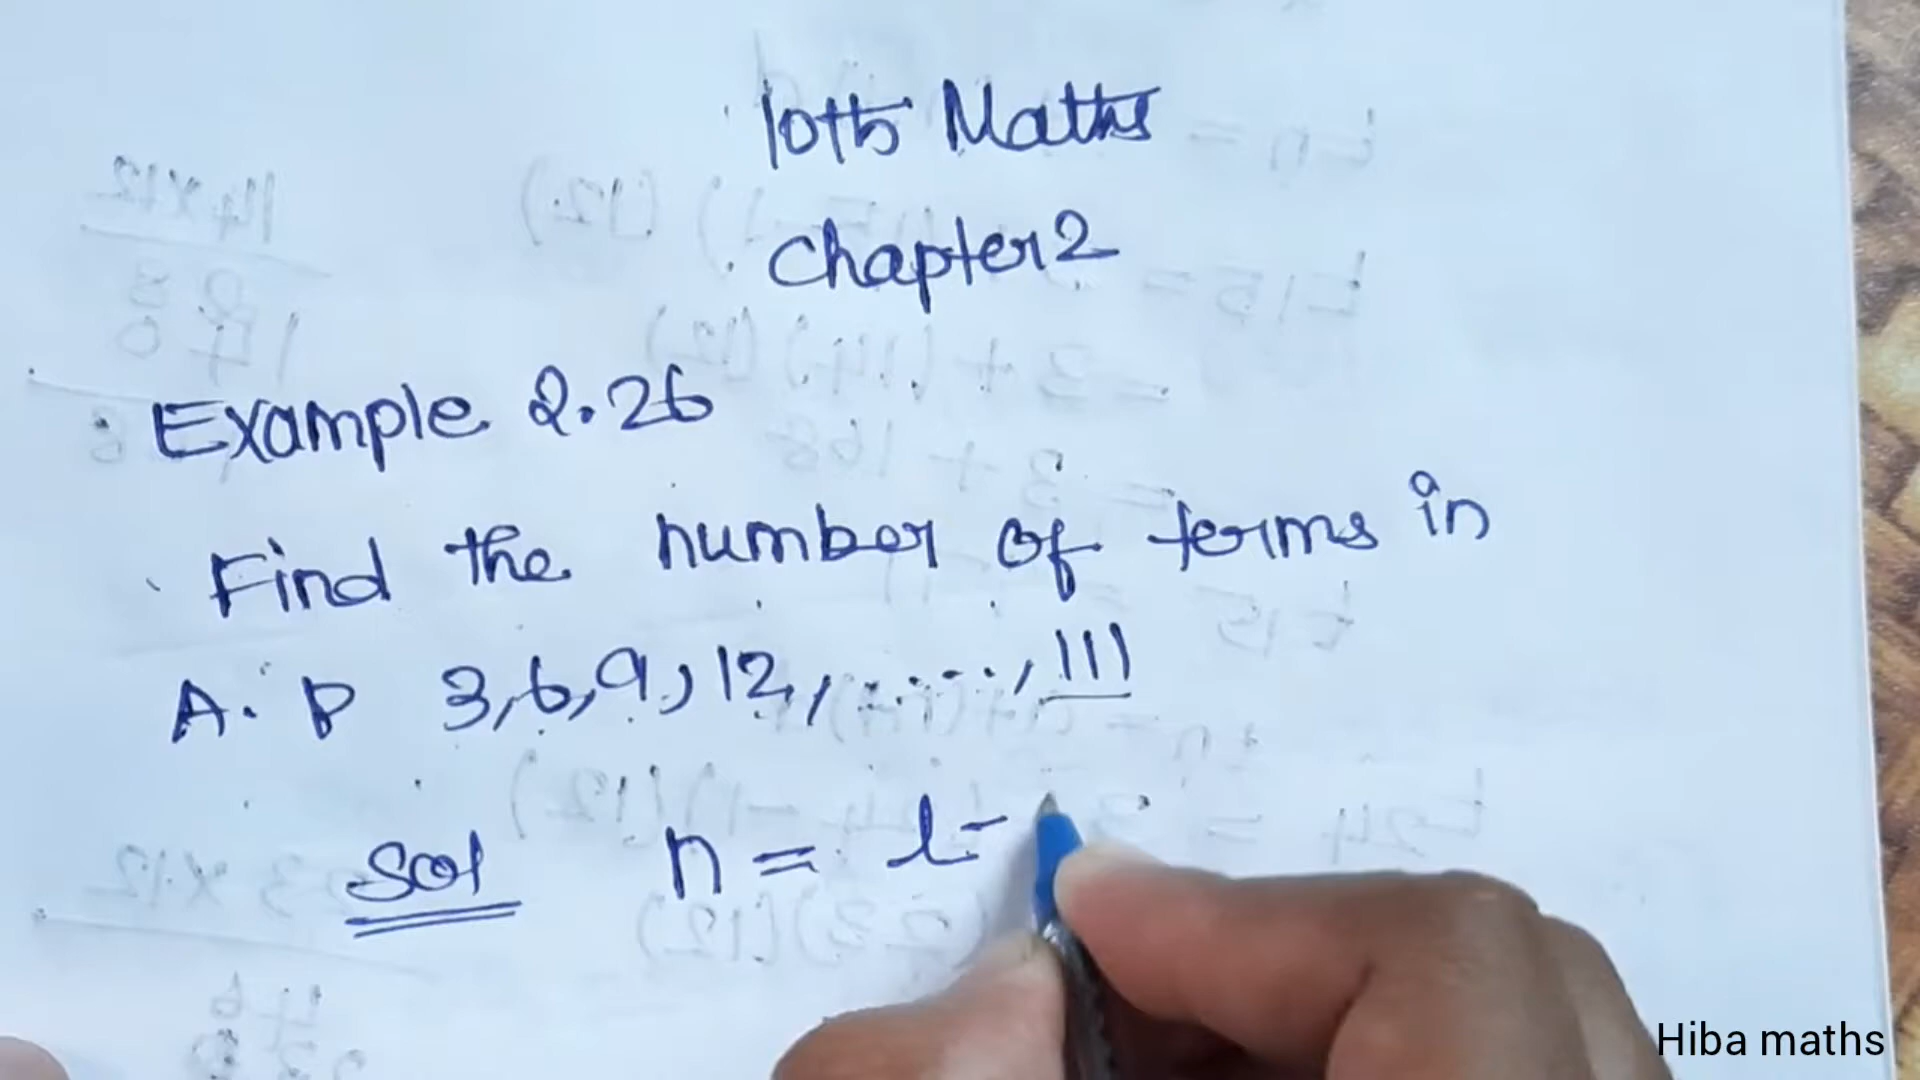 10th Maths
Chapter 2
Example 2.26
Find the number of terms in
A.P 3,6,9,12,.....,111
Sol n = l-
Hiba maths